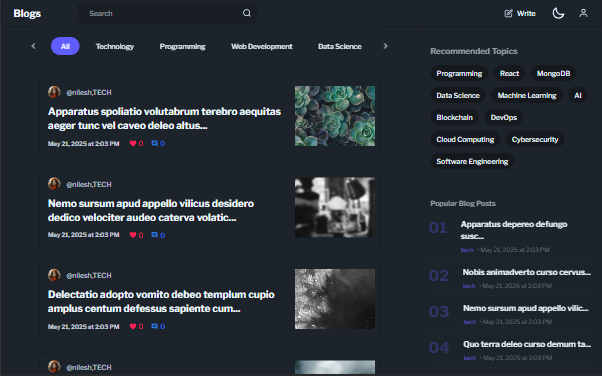 Blogs
Search
Write
All
Technology
Programming
Web Development
Data Science
@nilesh,TECH
Apparatus spoliatio volutabrum terebro aequitas
aeger tunc vel caveo deleo altus...
May 21, 2025 at 2:03 PM
0
0
@nilesh,TECH
Nemo sursum apud appello vilicus desidero
dedico velociter audeo caterva volatic...
May 21, 2025 at 2:03 PM
0
0
@nilesh,TECH
Delectatio adopto vomito debeo templum cupio
amplus centum defessus sapiente cum...
May 21, 2025 at 2:03 PM
0
0
@nilesh,TECH
Recommended Topics
Programming
React
MongoDB
Data Science
Machine Learning
AI
Blockchain
DevOps
Cloud Computing
Cybersecurity
Software Engineering
Popular Blog Posts
01
Apparatus depereo defungo
susc...
tech • May 21, 2025 at 2:03 PM
02
Nobis animadverto curso cervus...
tech • May 21, 2025 at 2:03 PM
03
Nemo sursum apud appello vilic...
tech • May 21, 2025 at 2:03 PM
04
Quo terra deleo curso demum ta...
tech • May 21, 2025 at 2:03 PM